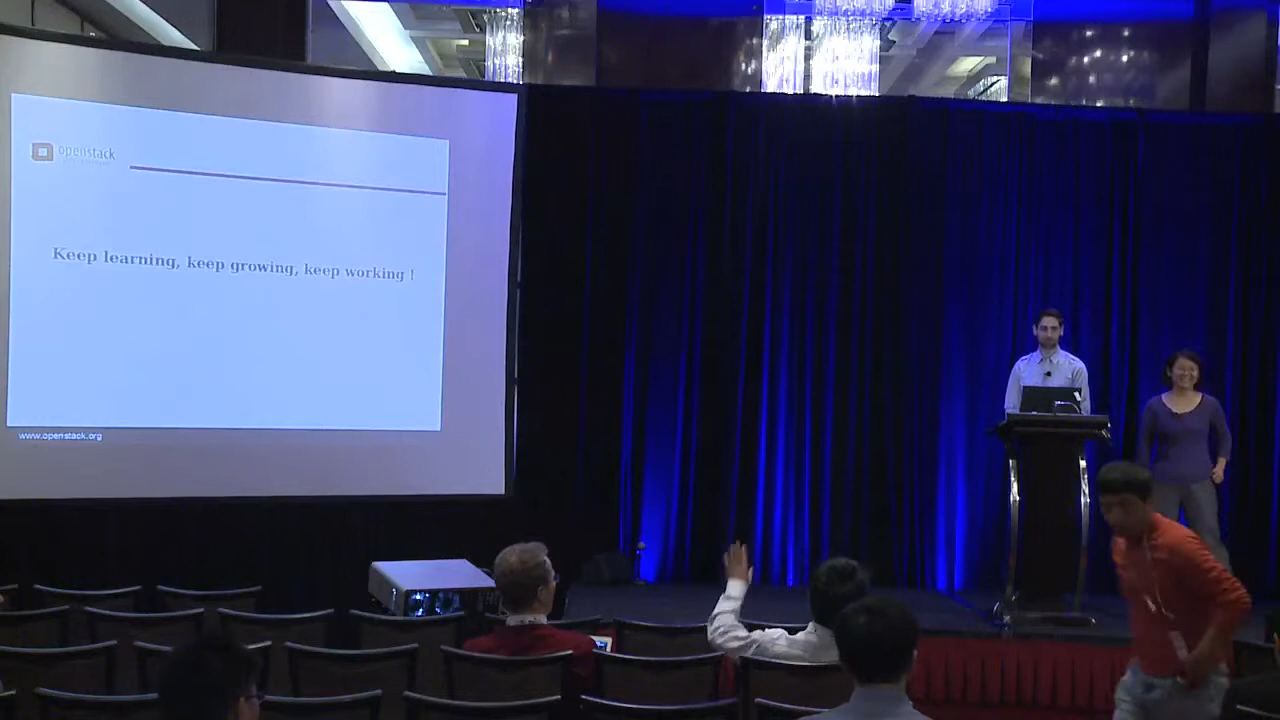 openstack
Keep learning, keep growing, keep working !
www.openstack.org